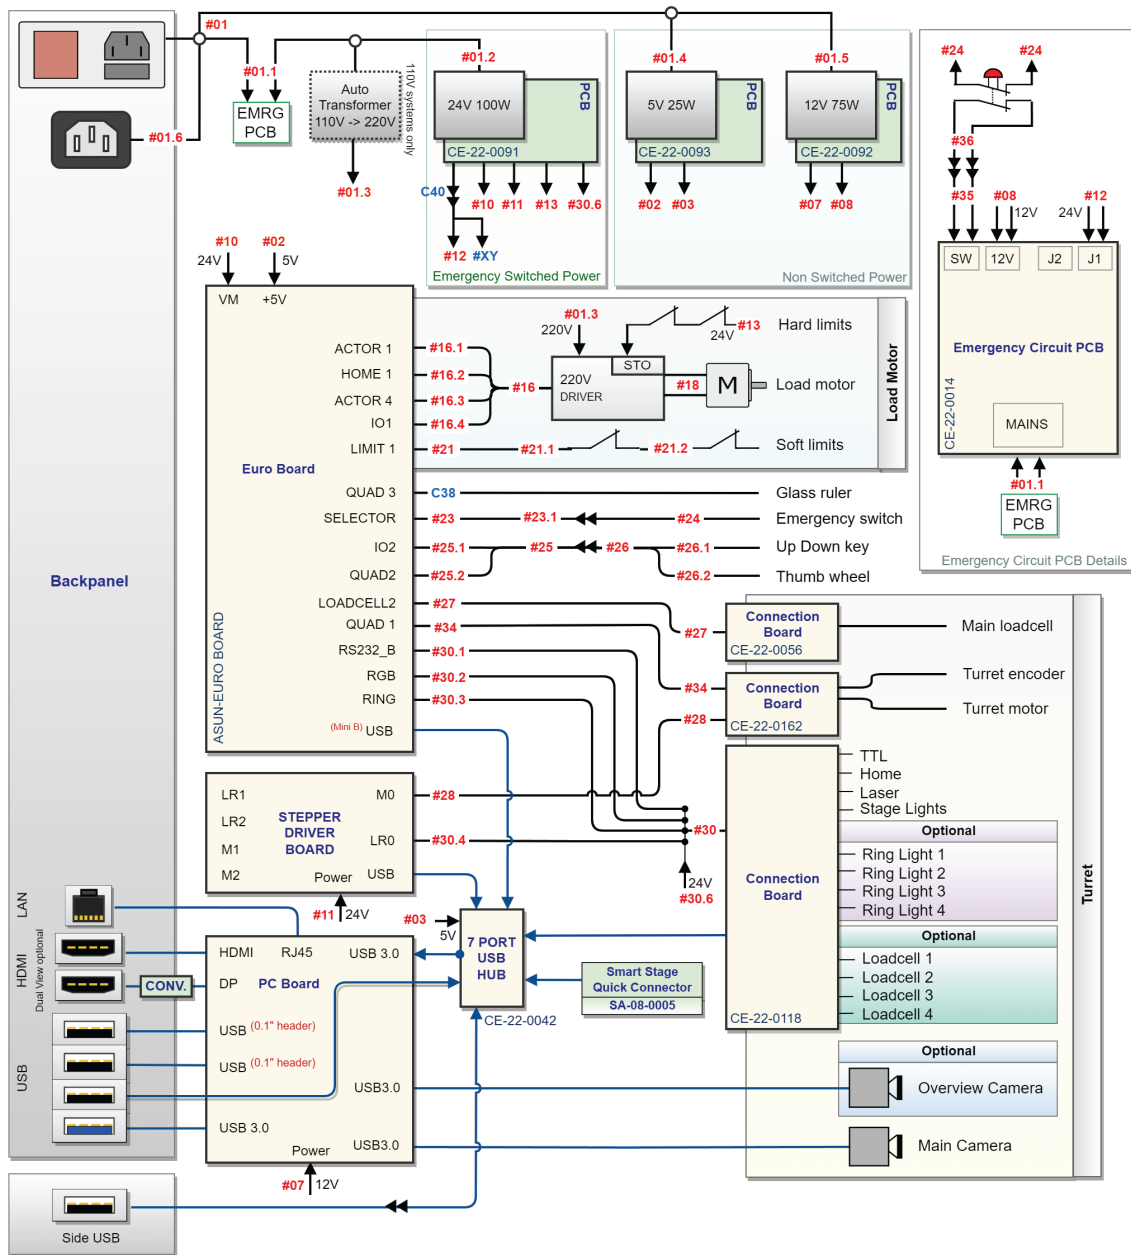 #01
#01.1
#01.6
EMRG
PCB
Auto
Transformer
110V -> 220V
110V systems only
#01.3
#01.2
24V 100W
PCB
CE-22-0091
C40
#10
#11
#13
#30.6
#12
#XY
Emergency Switched Power
#01.4
5V 25W
PCB
CE-22-0093
#02
#03
#01.5
12V 75W
PCB
CE-22-0092
#07
#08
Non Switched Power
#24
#24
#36
#35
#08
12V
#12
24V
SW
12V
J2
J1
Emergency Circuit PCB
CE-22-0014
MAINS
#01.1
EMRG
PCB
Emergency Circuit PCB Details
Backpanel
#10
24V
#02
5V
VM
+5V
ACTOR 1
HOME 1
ACTOR 4
IO1
LIMIT 1
Euro Board
QUAD 3
SELECTOR
IO2
QUAD2
LOADCELL2
QUAD 1
RS232_B
RGB
RING
(Mini B) USB
ASUN-EURO BOARD
#16.1
#16.2
#16.3
#16.4
#16
#01.3
220V
STO
220V
DRIVER
24V
#13
Hard limits
#18
M
Load motor
#21
#21.1
#21.2
Soft limits
Load Motor
C38
Glass ruler
#23
#23.1
#24
Emergency switch
#25.1
#25
#26
#26.1
Up Down key
#25.2
#26.2
Thumb wheel
#27
#27
#34
#34
#30.1
#30.2
#30.3
#28
Connection
Board
CE-22-0056
Main loadcell
Connection
Board
CE-22-0162
Turret encoder
Turret motor
LR1
LR2
M1
M2
STEPPER
DRIVER
BOARD
M0
LR0
USB
Power
#28
#30.4
#11
24V
#30
24V
#30.6
Connection
Board
CE-22-0118
TTL
Home
Laser
Stage Lights
Optional
Ring Light 1
Ring Light 2
Ring Light 3
Ring Light 4
Optional
Loadcell 1
Loadcell 2
Loadcell 3
Loadcell 4
Optional
Overview Camera
Main Camera
Turret
#03
5V
7 PORT
USB
HUB
CE-22-0042
Smart Stage
Quick Connector
SA-08-0005
LAN
HDMI
Dual View optional
USB
CONV.
HDMI
RJ45
USB 3.0
DP
PC Board
USB (0.1" header)
USB (0.1" header)
USB3.0
USB 3.0
USB3.0
Power
#07
12V
Side USB